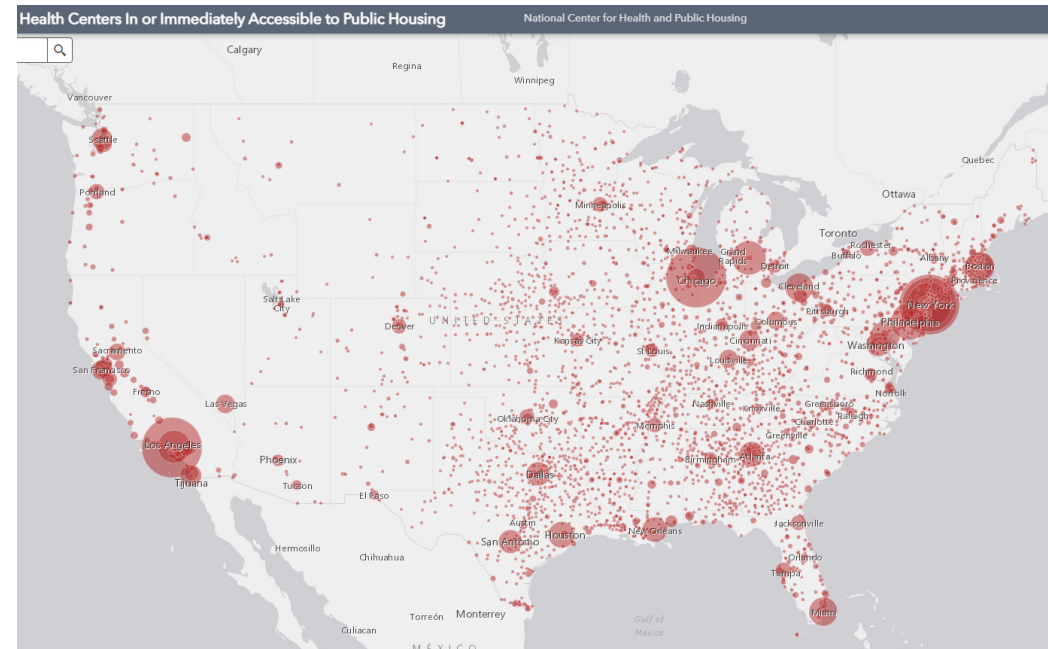 Health Centers In or Immediately Accessible to Public Housing
National Center for Health and Public Housing
Calgary
Regina
Winnipeg
Vancouver
Seattle
Quebec
Portland
Ottawa
Minneapolis
Toronto
Rochester
Buffalo
Milwaukee
Grand
Rapids
Detroit
Albany
Boston
Chicago
Cleveland
Providence
Salt Lake
City
New York
Denver
UNITED STATES
Pittsburgh
Indianapolis
Columbus
Philadelphia
Kansas City
Cincinnati
Washington
Sacramento
St Louis
Louisville
San Francisco
Richmond
Fresno
Norfolk
Las Vegas
Nashville
Knoxville
Greensboro
Raleigh
Oklahoma City
Memphis
Charlotte
Los Angeles
Greenville
Phoenix
Birmingham
Atlanta
Tijuana
Tucson
Dallas
El Paso
Austin
Jacksonville
San Antonio
Houston
New Orleans
Hermosillo
Chihuahua
Orlando
Tampa
Torreón
Monterrey
Miami
Gulf of
Mexico
Culiacan
MÉXICO